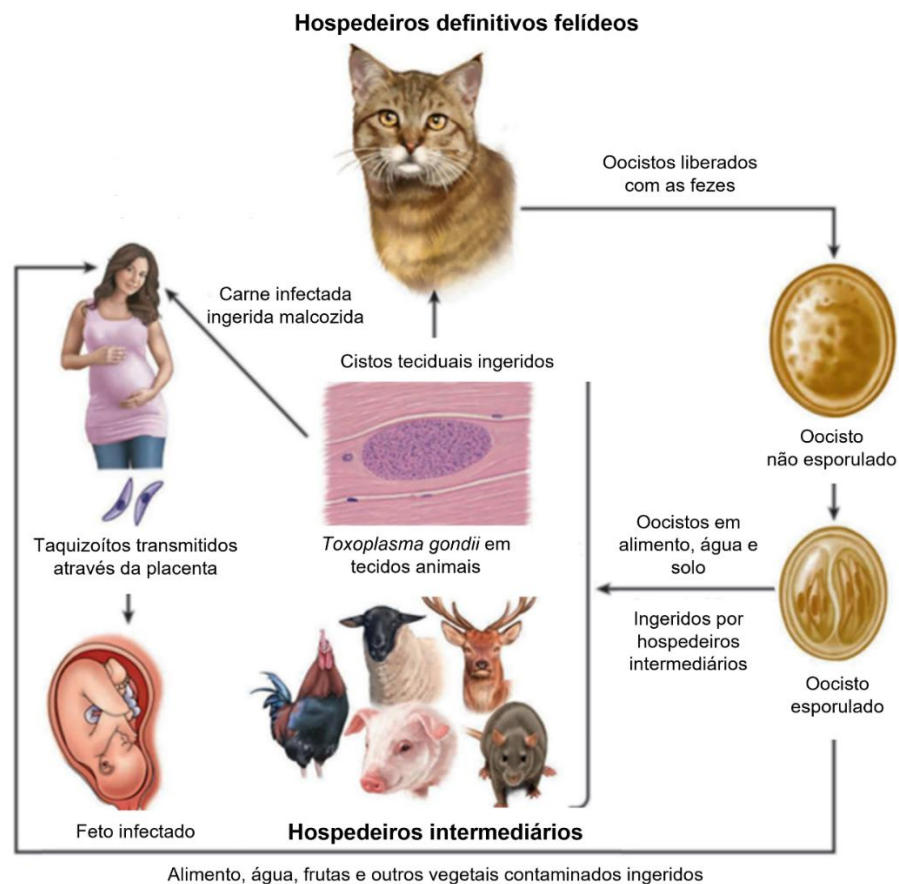 Hospedeiros definitivos felídeos
Oocistos liberados
com as fezes
Carne infectada
ingerida malcozida
Cistos teciduais ingeridos
Oocisto
não esporulado
Taquizoítos transmitidos
através da placenta
Toxoplasma gondii em
tecidos animais
Oocistos em
alimento, água e
solo
Ingeridos por
hospedeiros
intermediários
Oocisto
esporulado
Feto infectado
Hospedeiros intermediários
Alimento, água, frutas e outros vegetais contaminados ingeridos